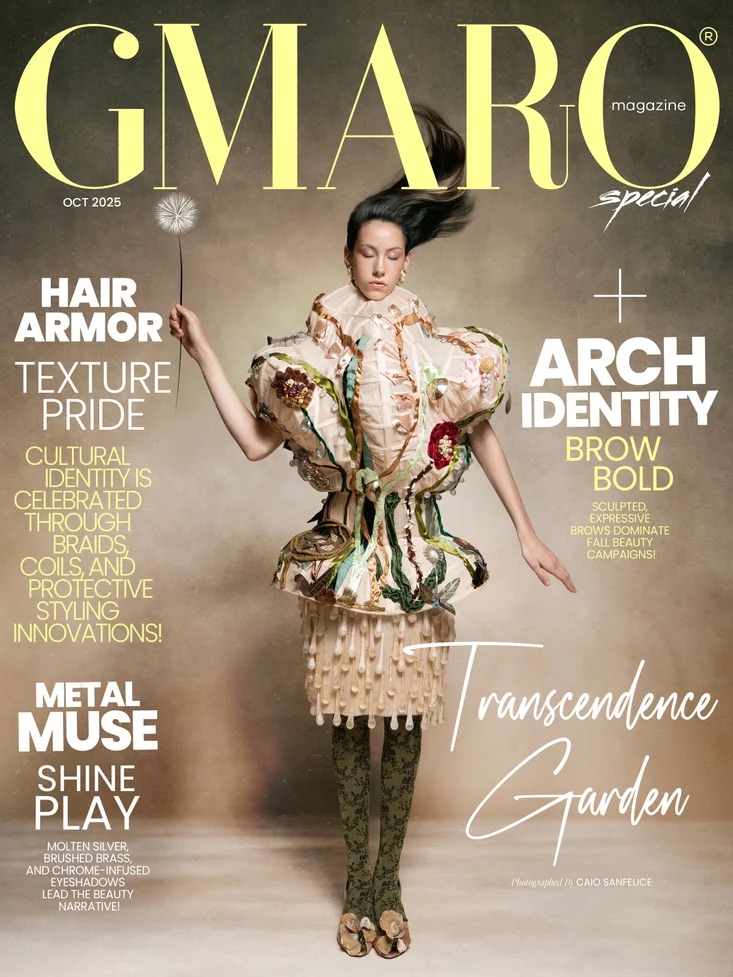 GMARO
®
magazine
special
OCT 2025
HAIR
ARMOR
TEXTURE
PRIDE
CULTURAL
IDENTITY IS
CELEBRATED
THROUGH
BRAIDS,
COILS, AND
PROTECTIVE
STYLING
INNOVATIONS!
METAL
MUSE
SHINE
PLAY
MOLTEN SILVER,
BRUSHED BRASS,
AND CHROME-INFUSED
EYESHADOWS
LEAD THE BEAUTY
NARRATIVE!
+
ARCH
IDENTITY
BROW
BOLD
SCULPTED,
EXPRESSIVE
BROWS DOMINATE
FALL BEAUTY
CAMPAIGNS!
Transcendence
Garden
Photographed By CAIO SANFELICE